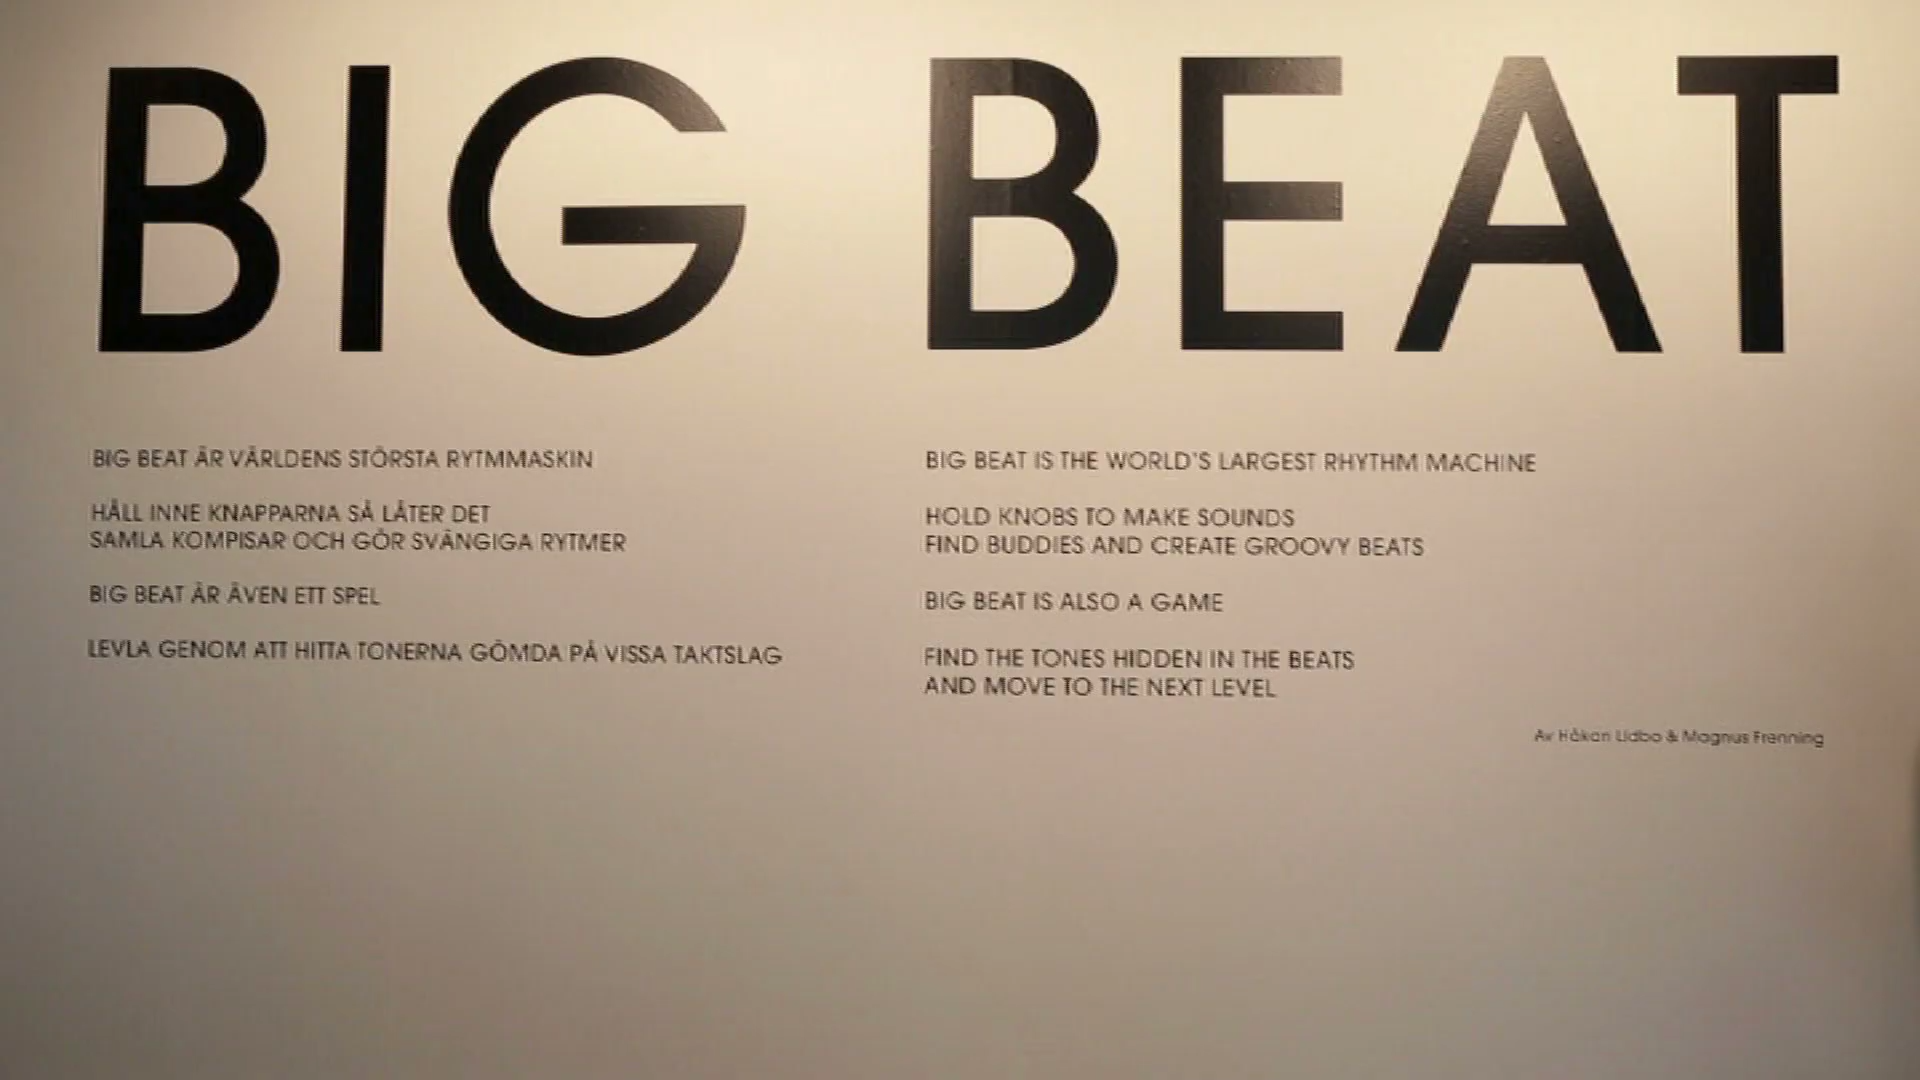 BIG BEAT
BIG BEAT ÄR VÄRLDENS STÖRSTA RYTMMASKIN
HÅLL INNE KNAPPARNA SÅ LÅTER DET
SAMLA KOMPISAR OCH GÖR SVÄNGIGA RYTMER
BIG BEAT ÄR ÄVEN ETT SPEL
LEVLA GENOM ATT HITTA TONERNA GÖMDA PÅ VISSA TAKTSLAG
BIG BEAT IS THE WORLD'S LARGEST RHYTHM MACHINE
HOLD KNOBS TO MAKE SOUNDS
FIND BUDDIES AND CREATE GROOVY BEATS
BIG BEAT IS ALSO A GAME
FIND THE TONES HIDDEN IN THE BEATS
AND MOVE TO THE NEXT LEVEL
Av Håkan Lidbo & Magnus Frenning